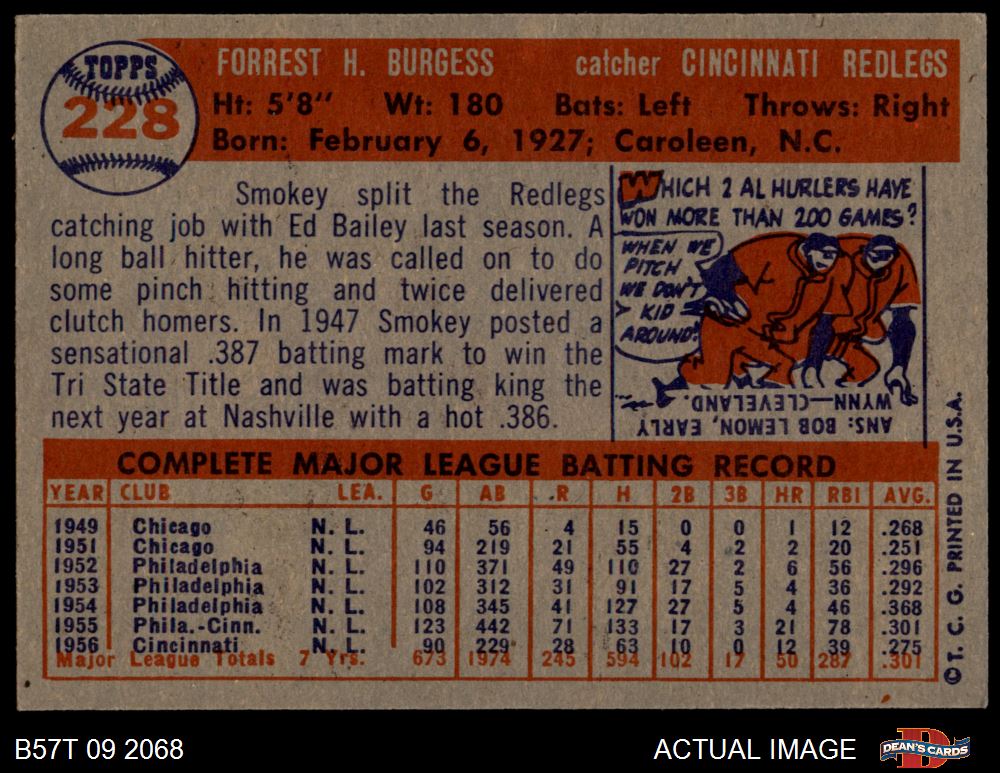 TOPPS
228
FORREST H. BURGESS catcher CINCINNATI REDLEGS
Ht: 5'8" Wt: 180 Bats: Left Throws: Right
Born: February 6, 1927; Caroleen, N.C.
Smokey split the Redlegs
catching job with Ed Bailey last season. A
long ball hitter, he was called on to do
some pinch hitting and twice delivered
clutch homers. In 1947 Smokey posted a
sensational .387 batting mark to win the
Tri State Title and was batting king the
next year at Nashville with a hot .386.
WHICH 2 AL HURLERS HAVE
WON MORE THAN 200 GAMES?
WHEN WE
PITCH
WE DON'T
KID
AROUND!
ANS: BOB LEMON, EARLY
WYNN—CLEVELAND.
COMPLETE MAJOR LEAGUE BATTING RECORD
YEAR CLUB LEA. G AB R H 2B 3B HR RBI AVG.
1949 Chicago N. L. 46 56 4 15 0 0 1 12 .268
1951 Chicago N. L. 94 219 21 55 4 2 2 20 .251
1952 Philadelphia N. L. 110 371 49 110 27 2 6 56 .296
1953 Philadelphia N. L. 102 312 31 91 17 5 4 36 .292
1954 Philadelphia N. L. 108 345 41 127 27 5 4 46 .368
1955 Phila.-Cinn. N. L. 123 442 71 133 17 3 21 78 .301
1956 Cincinnati N. L. 90 229 28 63 10 0 12 39 .275
Major League Totals 7 Yrs. 673 1974 245 594 102 17 50 287 .301
©T. C. G. PRINTED IN U.S.A.
B57T 09 2068
ACTUAL IMAGE
DEAN'S CARDS